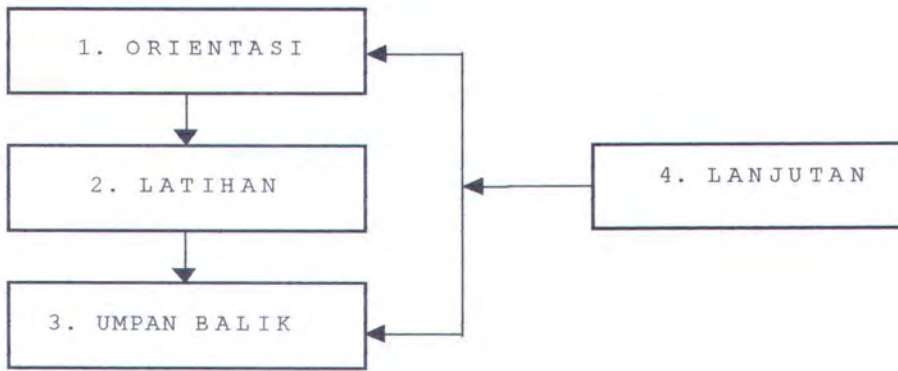 1. ORIENTASI
2. LATIHAN
4. LANJUTAN
3. UMPAN BALIK